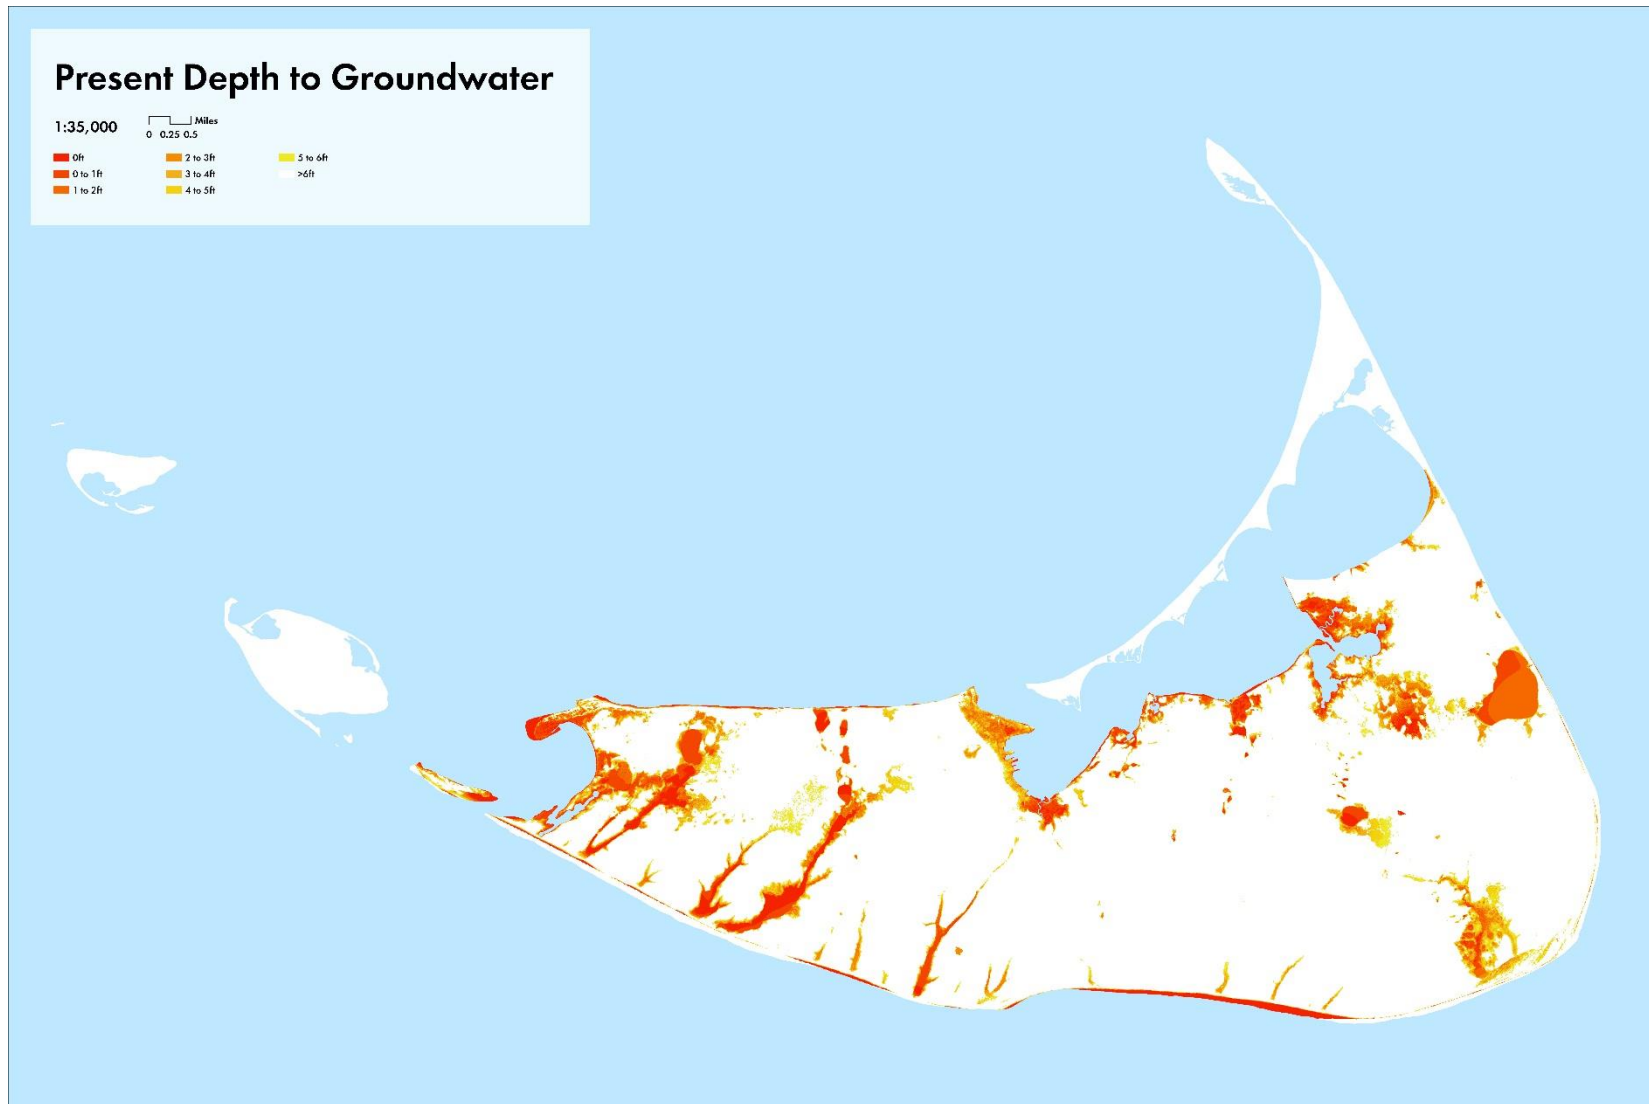 Present Depth to Groundwater
1:35,000
Miles
0 0.25 0.5
0ft
0 to 1ft
1 to 2ft
2 to 3ft
3 to 4ft
4 to 5ft
5 to 6ft
>6ft